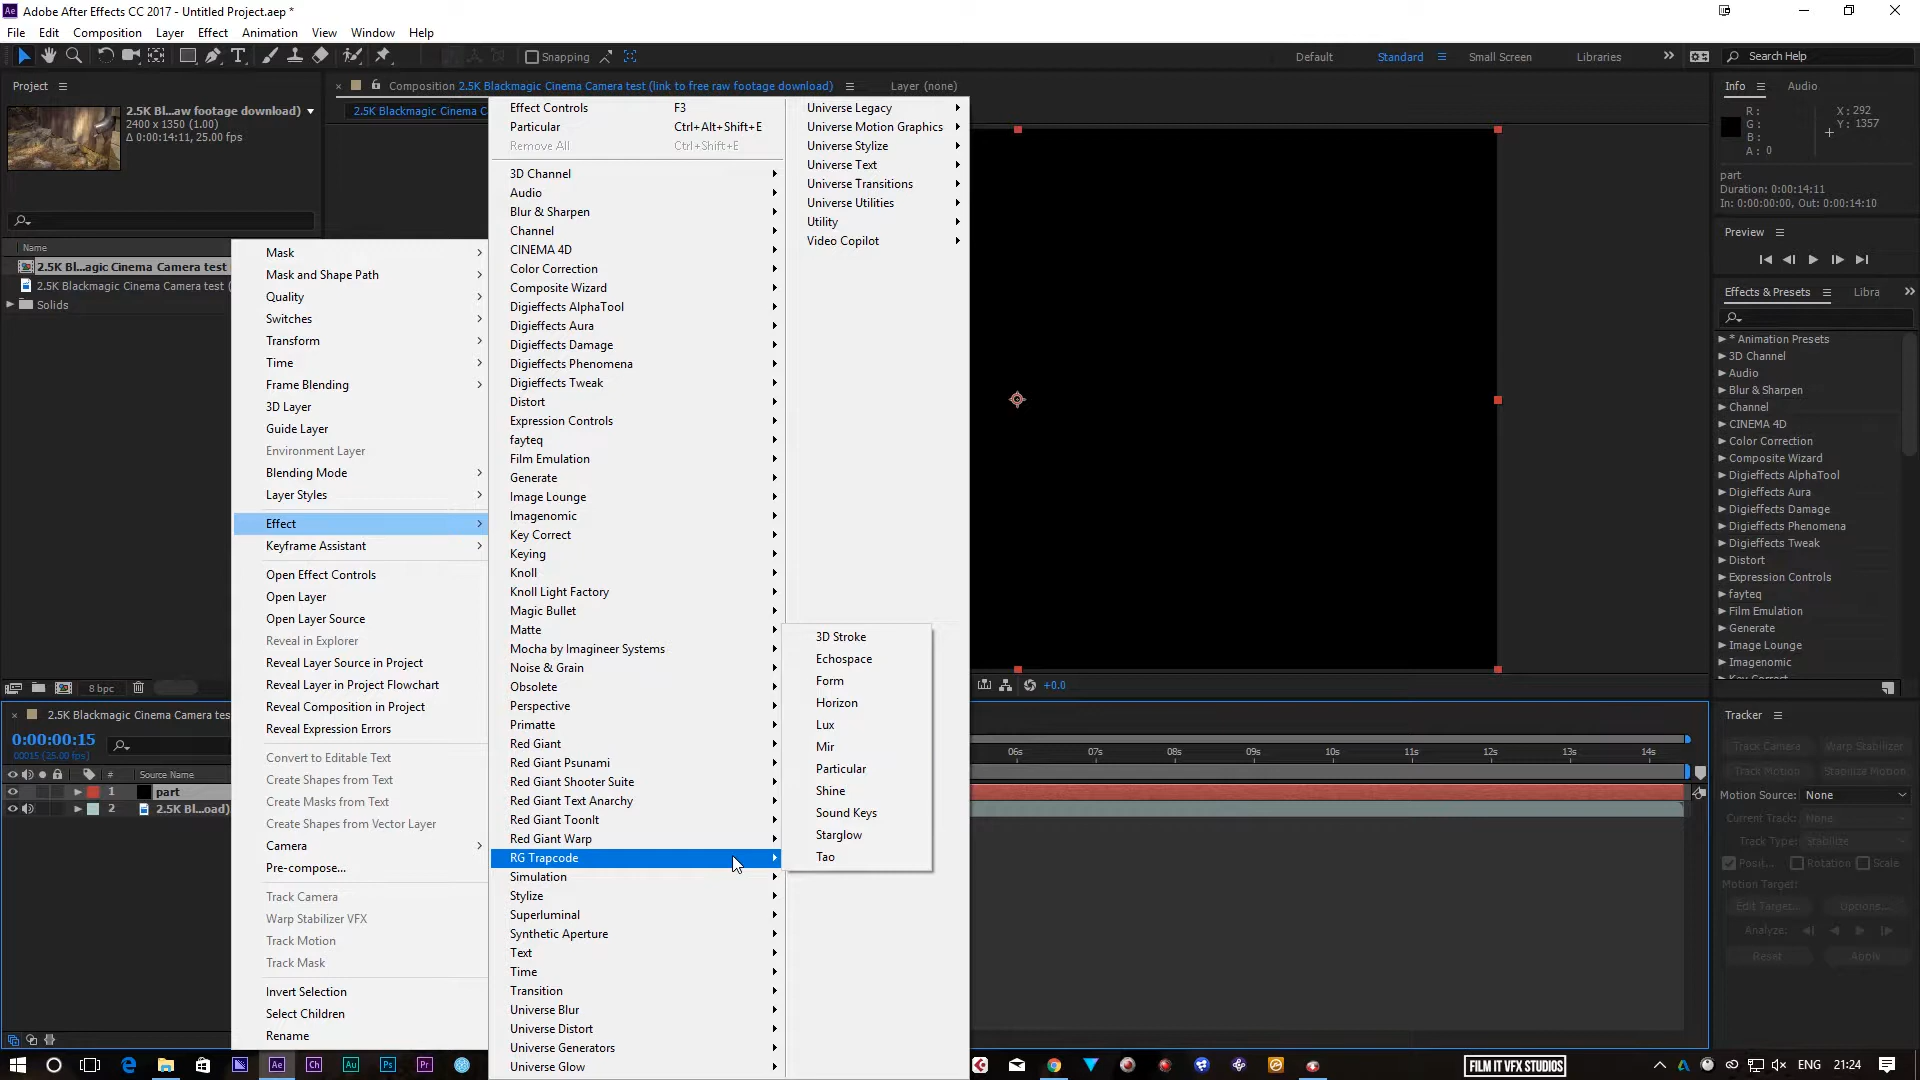 Adobe After Effects CC 2017 - Untitled Project.aep *
File Edit Composition Layer Effect Animation View Window Help
Snapping
Default Standard Small Screen Libraries Search Help
Project
2.5K Bl...aw footage download)
2400 x 1350 (1.00)
Δ 0:00:14:11, 25.00 fps
Name
2.5K Bl...agic Cinema Camera test
2.5K Blackmagic Cinema Camera test (
Solids
8 bpc
Composition 2.5K Blackmagic Cinema Camera test (link to free raw footage download)
Layer (none)
2.5K Blackmagic Cinema C
Mask
Mask and Shape Path
Quality
Switches
Transform
Time
Frame Blending
3D Layer
Guide Layer
Environment Layer
Blending Mode
Layer Styles
Effect
Keyframe Assistant
Open Effect Controls
Open Layer
Open Layer Source
Reveal in Explorer
Reveal Layer Source in Project
Reveal Layer in Project Flowchart
Reveal Composition in Project
Reveal Expression Errors
Convert to Editable Text
Create Shapes from Text
Create Masks from Text
Create Shapes from Vector Layer
Camera
Pre-compose...
Track Camera
Warp Stabilizer VFX
Track Motion
Track Mask
Invert Selection
Select Children
Rename
Effect Controls F3
Particular Ctrl+Alt+Shift+E
Remove All Ctrl+Shift+E
3D Channel
Audio
Blur & Sharpen
Channel
CINEMA 4D
Color Correction
Composite Wizard
Digieffects AlphaTool
Digieffects Aura
Digieffects Damage
Digieffects Phenomena
Digieffects Tweak
Distort
Expression Controls
fayteq
Film Emulation
Generate
Image Lounge
Imagenomic
Key Correct
Keying
Knoll
Knoll Light Factory
Magic Bullet
Matte
Mocha by Imagineer Systems
Noise & Grain
Obsolete
Perspective
Primatte
Red Giant
Red Giant Psunami
Red Giant Shooter Suite
Red Giant Text Anarchy
Red Giant ToonIt
Red Giant Warp
RG Trapcode
Simulation
Stylize
Superluminal
Synthetic Aperture
Text
Time
Transition
Universe Blur
Universe Distort
Universe Generators
Universe Glow
Universe Legacy
Universe Motion Graphics
Universe Stylize
Universe Text
Universe Transitions
Universe Utilities
Utility
Video Copilot
3D Stroke
Echospace
Form
Horizon
Lux
Mir
Particular
Shine
Sound Keys
Starglow
Tao
+0.0
Info Audio
R:
G:
B:
A: 0
X: 292
Y: 1357
part
Duration: 0:00:14:11
In: 0:00:00:00, Out: 0:00:14:10
Preview
Effects & Presets Libra
* Animation Presets
3D Channel
Audio
Blur & Sharpen
Channel
CINEMA 4D
Color Correction
Composite Wizard
Digieffects AlphaTool
Digieffects Aura
Digieffects Damage
Digieffects Phenomena
Digieffects Tweak
Distort
Expression Controls
fayteq
Film Emulation
Generate
Image Lounge
Imagenomic
Key Correct
Tracker
Track Camera Warp Stabilizer
Track Motion Stabilize Motion
Motion Source: None
Current Track: None
Track Type: Stabilize
Posit... Rotation Scale
Motion Target:
Edit Target... Options...
Analyze:
Reset Apply
2.5K Blackmagic Cinema Camera test
0:00:00:15
00015 (25.00 fps)
# Source Name
1 part
2 2.5K Bl...oad)
06s 07s 08s 09s 10s 11s 12s 13s 14s
Ae Ch Au Ps Pr
FILM IT VFX STUDIOS
ENG 21:24